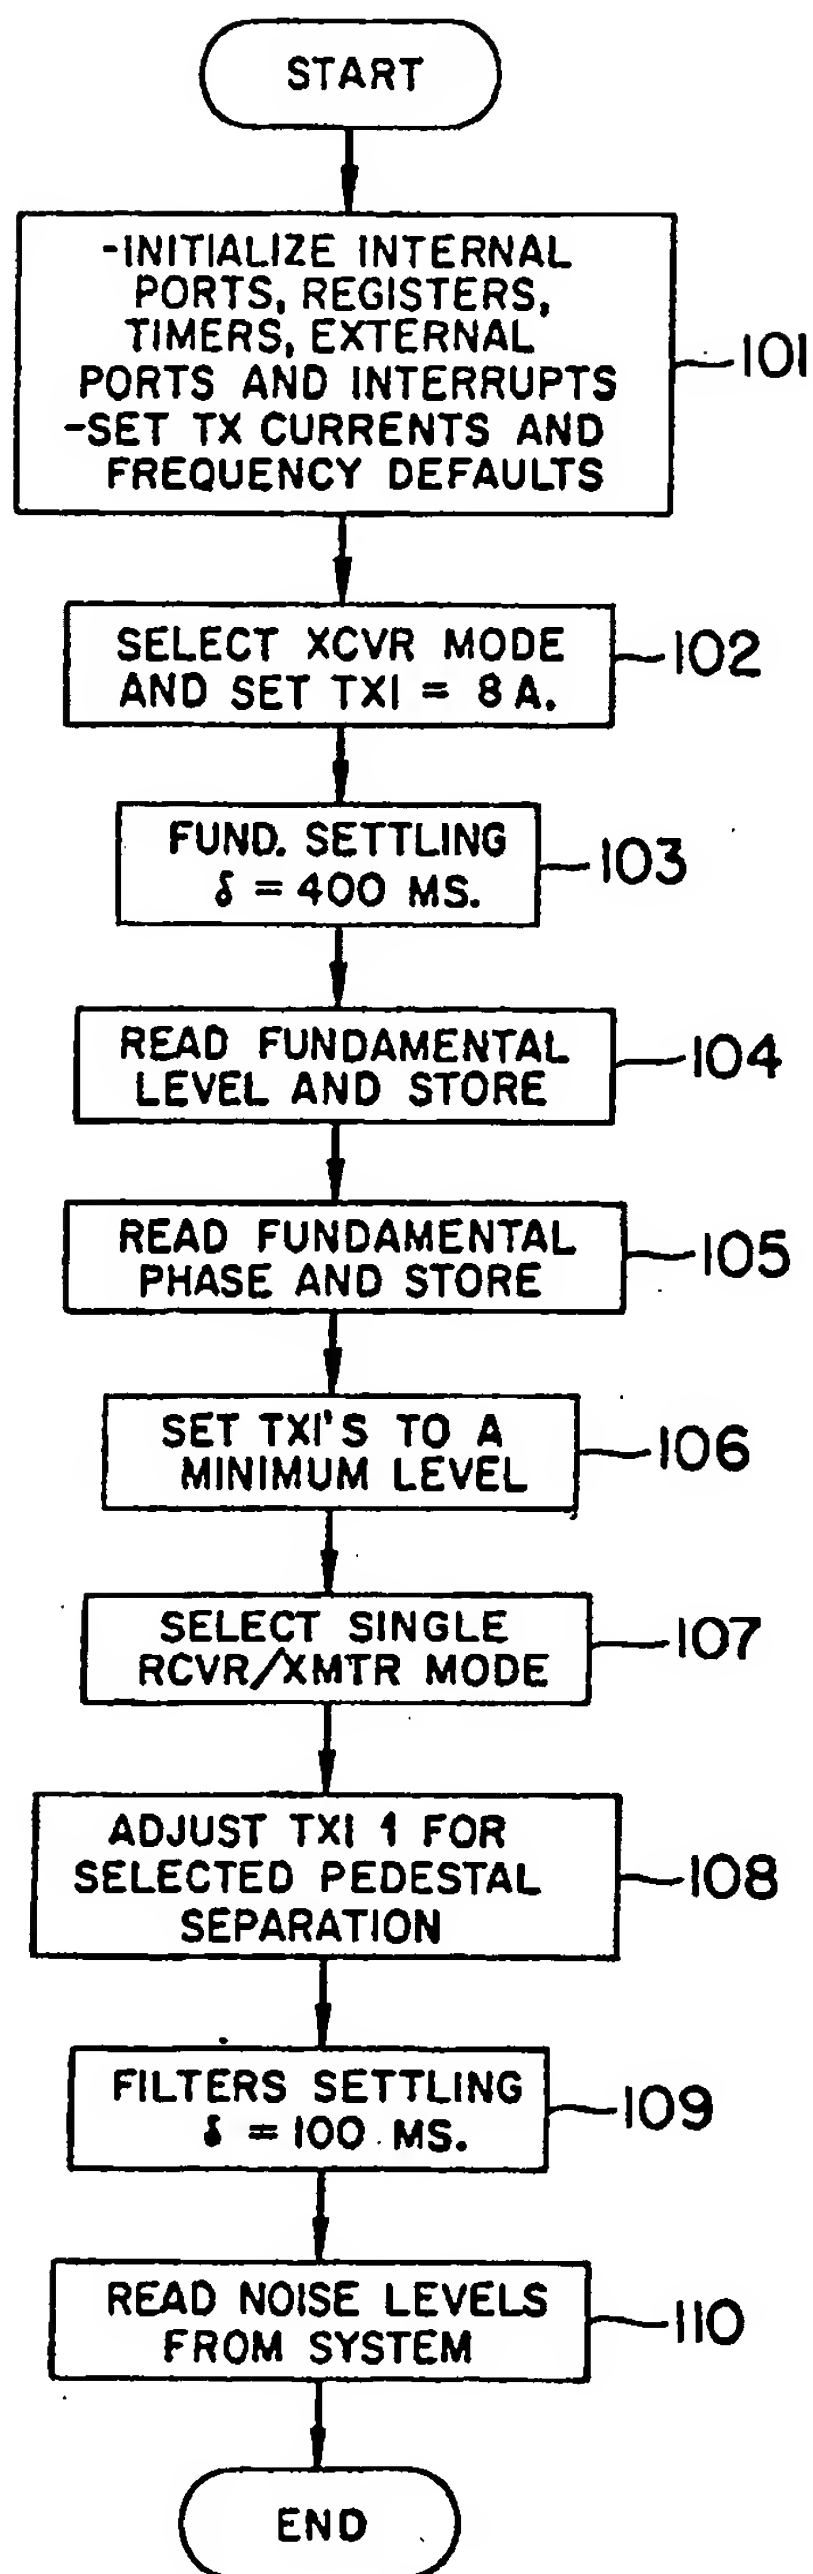 START
-INITIALIZE INTERNAL
PORTS, REGISTERS,
TIMERS, EXTERNAL
PORTS AND INTERRUPTS
-SET TX CURRENTS AND
FREQUENCY DEFAULTS
101
SELECT XCVR MODE
AND SET TXI = 8 A.
102
FUND. SETTLING
δ = 400 MS.
103
READ FUNDAMENTAL
LEVEL AND STORE
104
READ FUNDAMENTAL
PHASE AND STORE
105
SET TXI'S TO A
MINIMUM LEVEL
106
SELECT SINGLE
RCVR/XMTR MODE
107
ADJUST TXI 1 FOR
SELECTED PEDESTAL
SEPARATION
108
FILTERS SETTLING
δ = 100 MS.
109
READ NOISE LEVELS
FROM SYSTEM
110
END